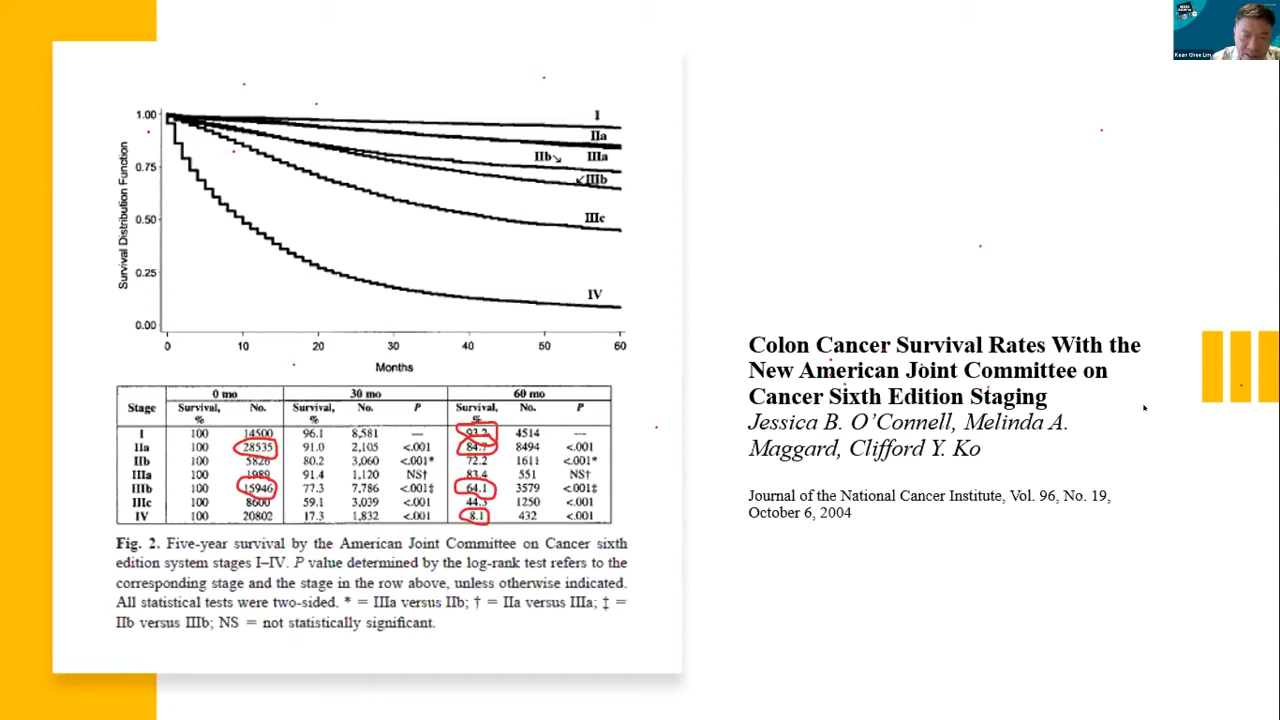 Kean Ghee Lim
1.00
0.75
0.50
0.25
0.00
Survival Distribution Function
I
IIa
IIb
IIIa
IIIb
IIIc
IV
0 10 20 30 40 50 60
Months
Stage 0 mo 30 mo 60 mo
Survival, % No. Survival, % No. P Survival, % No. P
I 100 14500 96.1 8,581 — 93.2 4514 —
IIa 100 28535 91.0 2,105 <.001 84.7 8494 <.001
IIb 100 5826 80.2 3,060 <.001* 72.2 1611 <.001*
IIIa 100 1989 91.4 1,120 NS† 83.4 551 NS†
IIIb 100 15946 77.3 7,786 <.001‡ 64.1 3579 <.001‡
IIIc 100 8600 59.1 3,039 <.001 44.3 1250 <.001
IV 100 20802 17.3 1,832 <.001 8.1 432 <.001
Fig. 2. Five-year survival by the American Joint Committee on Cancer sixth
edition system stages I–IV. P value determined by the log-rank test refers to the
corresponding stage and the stage in the row above, unless otherwise indicated.
All statistical tests were two-sided. * = IIIa versus IIb; † = IIa versus IIIa; ‡ =
IIb versus IIIb; NS = not statistically significant.
Colon Cancer Survival Rates With the
New American Joint Committee on
Cancer Sixth Edition Staging
Jessica B. O’Connell, Melinda A.
Maggard, Clifford Y. Ko
Journal of the National Cancer Institute, Vol. 96, No. 19,
October 6, 2004